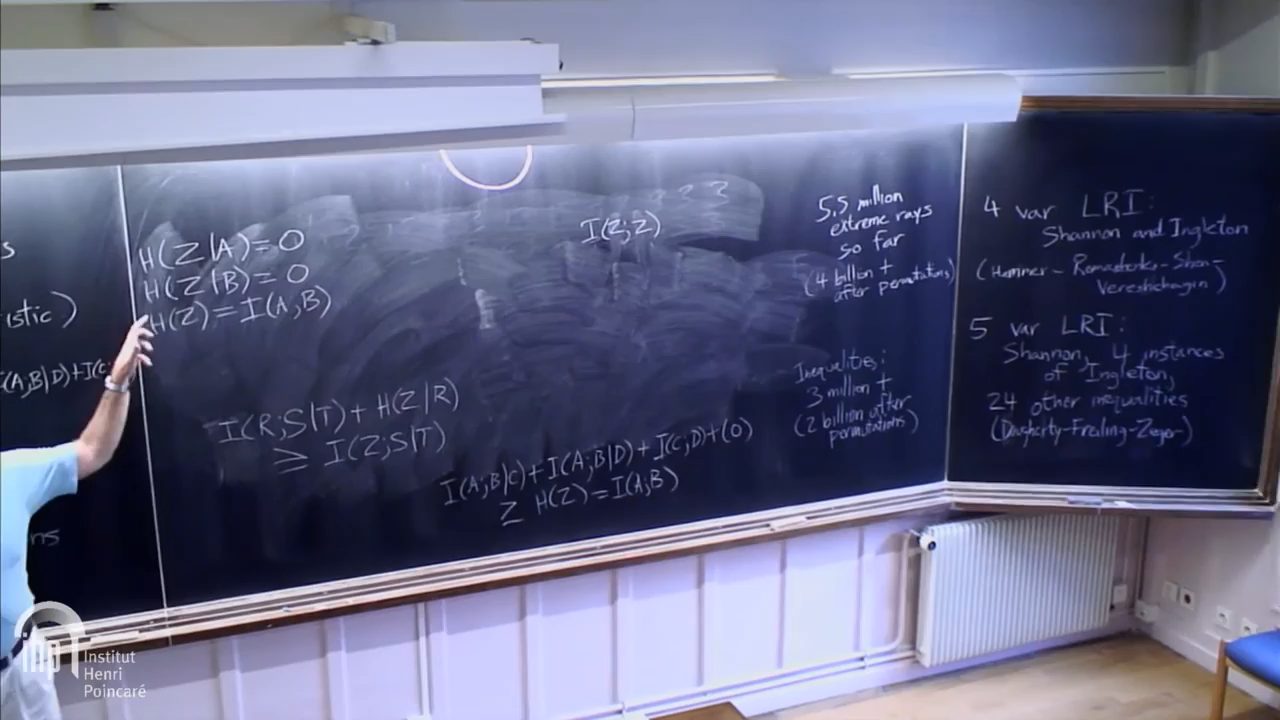 s
istic)
(A;B|D)+I(C;
ns
H(Z|A)=0
H(Z|B)=0
H(Z)=I(A;B)
I(R;S|T)+H(Z|R)
≥ I(Z;S|T)
I(Z;Z)
I(A;B|C)+I(A;B|D)+I(C;D)+(0)
≥ H(Z)=I(A;B)
5.5 million
extreme rays
so far
(4 billion +
after permutations)
Inequalities:
3 million +
(2 billion after
permutations)
4 var LRI:
Shannon and Ingleton
(Hammer-Romashchenko-Shen-
Vereshchagin)
5 var LRI:
Shannon, 4 instances
of Ingleton,
24 other inequalities
(Dougherty-Freiling-Zeger)
Institut
Henri
Poincaré